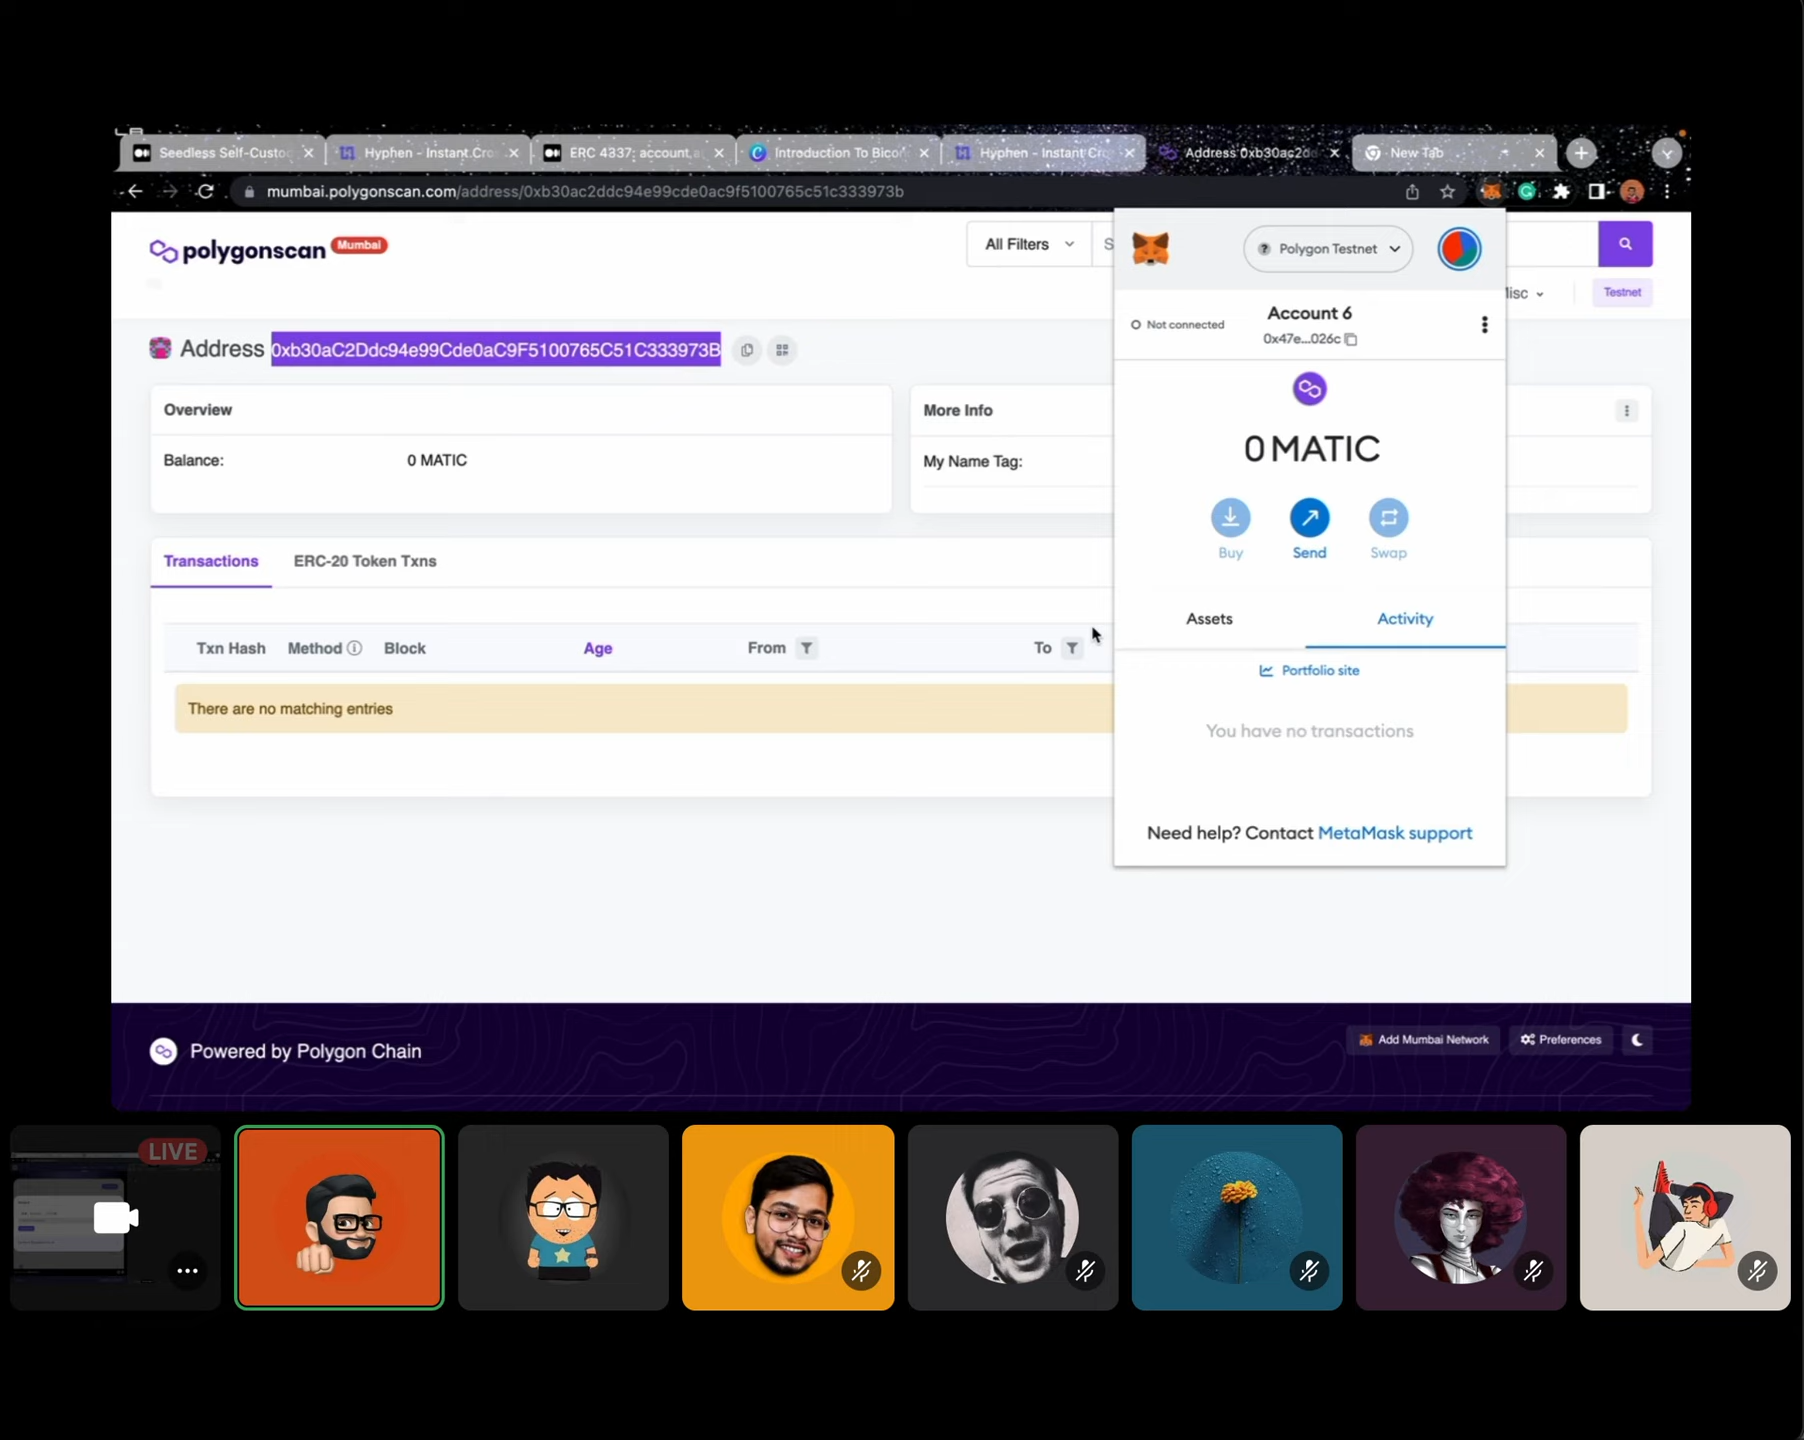 Seedless Self-Custo
Hyphen - Instant Cro
ERC 4337: account a
Introduction To Bico
Hyphen - Instant Cro
Address 0xb30ac2d
New Tab
mumbai.polygonscan.com/address/0xb30ac2ddc94e99cde0ac9f5100765c51c333973b
polygonscan Mumbai
All Filters
S
Polygon Testnet
isc
Testnet
Not connected
Account 6
0x47e...026c
Address 0xb30aC2Ddc94e99Cde0aC9F5100765C51C333973B
Overview
Balance: 0 MATIC
More Info
My Name Tag:
0 MATIC
Buy Send Swap
Assets Activity
Portfolio site
You have no transactions
Need help? Contact MetaMask support
Transactions ERC-20 Token Txns
Txn Hash Method Block Age From To
There are no matching entries
Powered by Polygon Chain
Add Mumbai Network
Preferences
LIVE